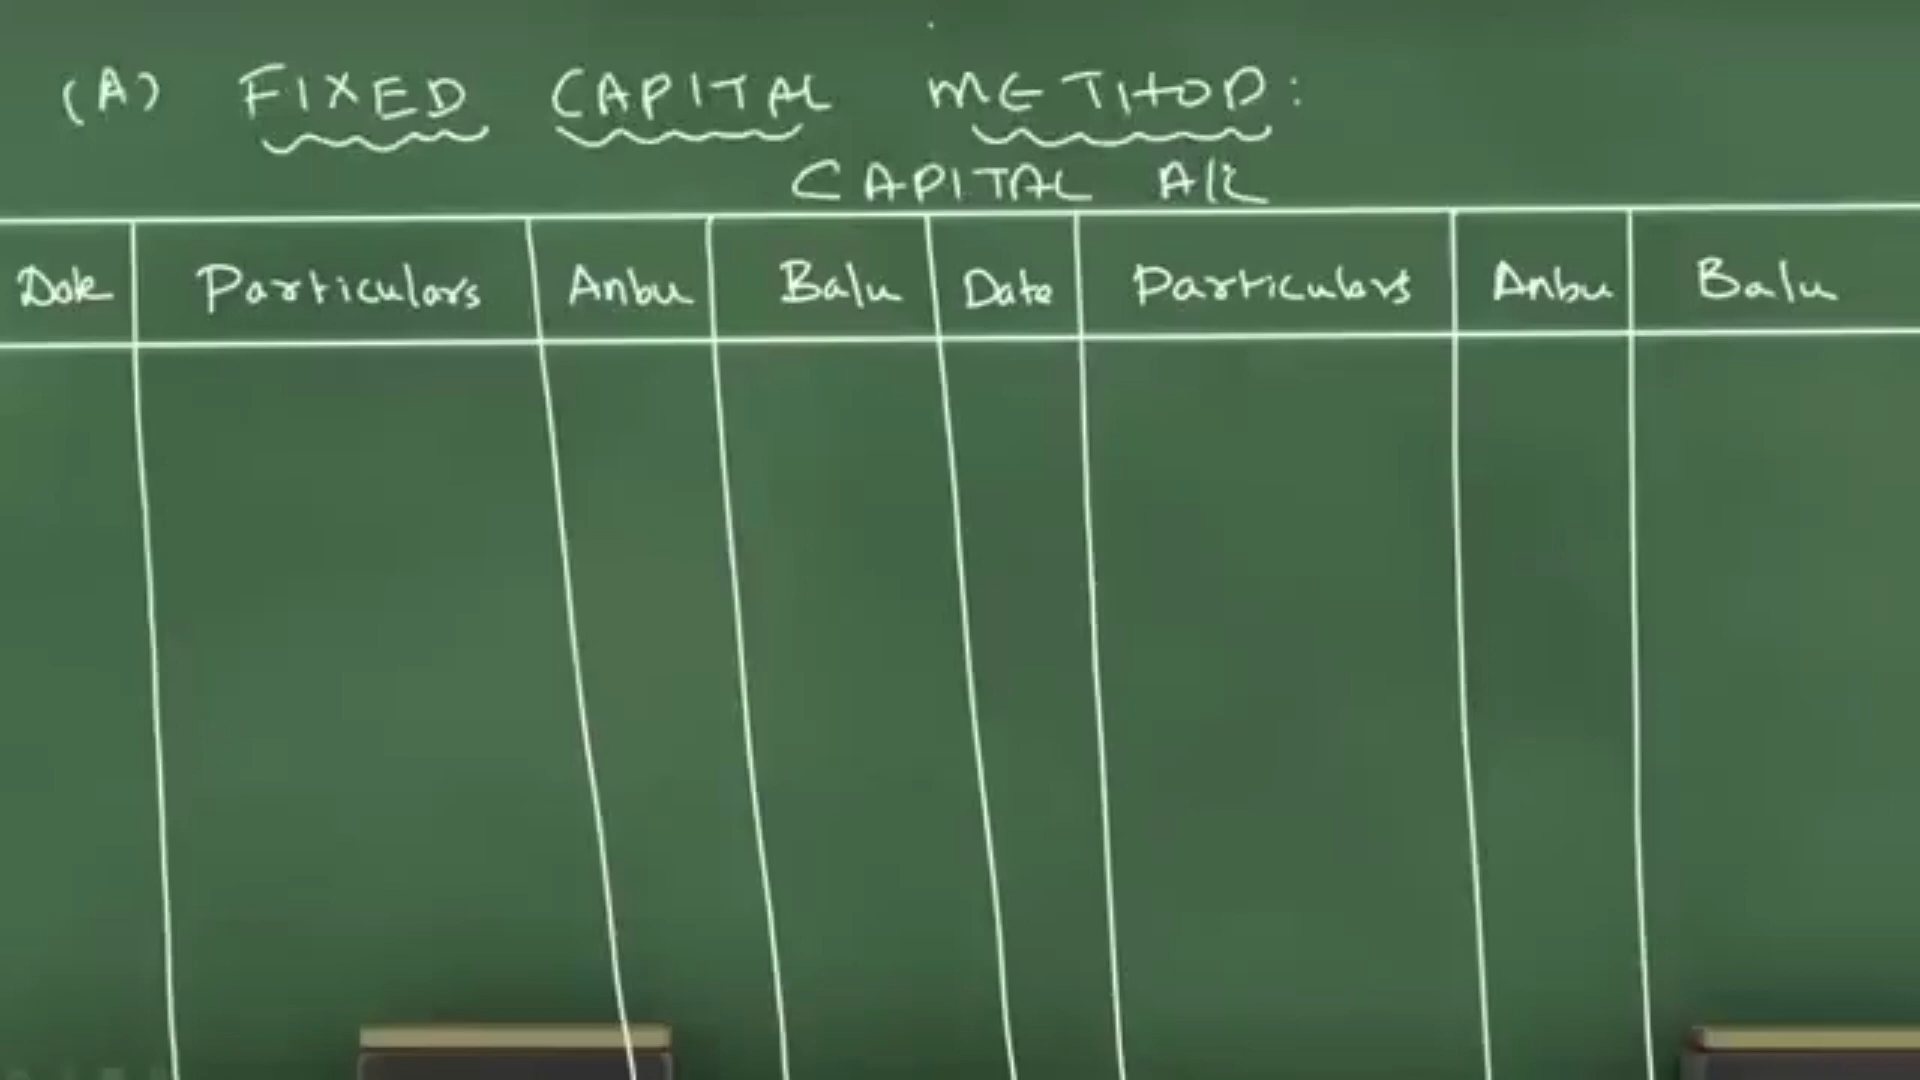 (A) FIXED CAPITAL METHOD:
CAPITAL A/C
Date Particulars Anbu Balu Date Particulars Anbu Balu